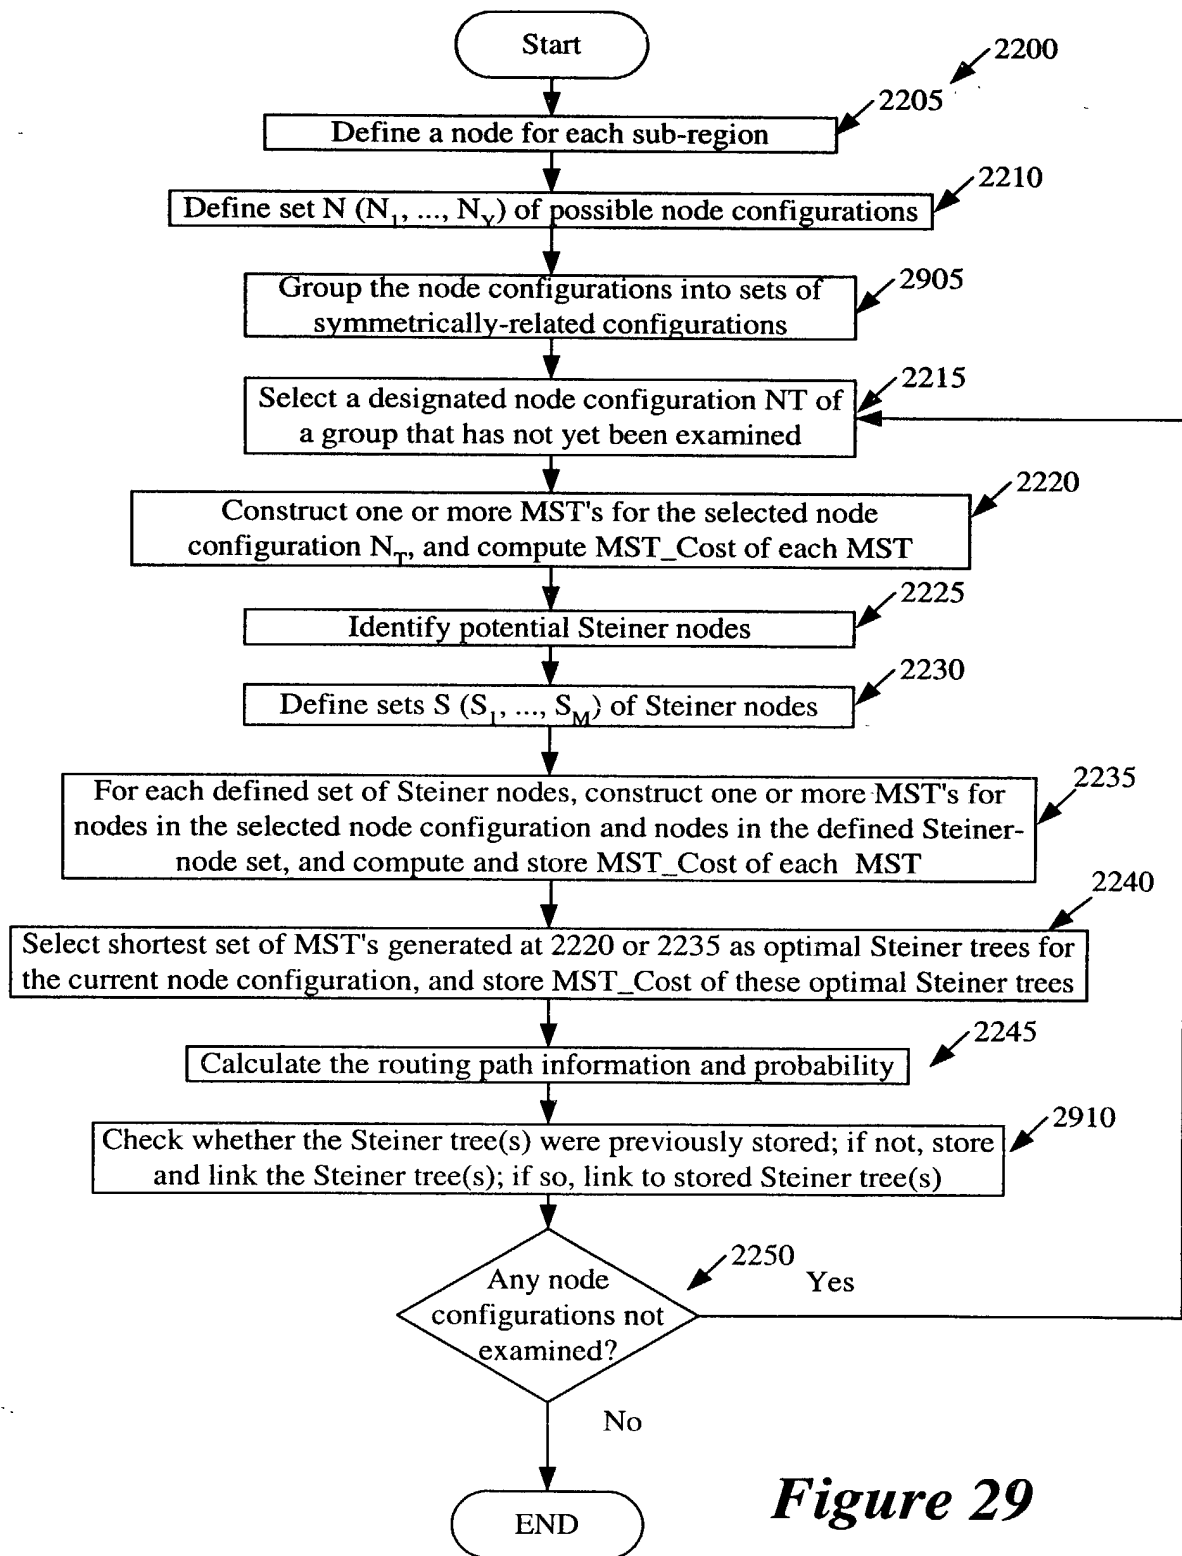 Start
2200
2205
Define a node for each sub-region
2210
Define set N (N1, ..., NY) of possible node configurations
2905
Group the node configurations into sets of
symmetrically-related configurations
2215
Select a designated node configuration NT of
a group that has not yet been examined
2220
Construct one or more MST's for the selected node
configuration NT, and compute MST_Cost of each MST
2225
Identify potential Steiner nodes
2230
Define sets S (S1, ..., SM) of Steiner nodes
2235
For each defined set of Steiner nodes, construct one or more MST's for
nodes in the selected node configuration and nodes in the defined Steiner-
node set, and compute and store MST_Cost of each MST
2240
Select shortest set of MST's generated at 2220 or 2235 as optimal Steiner trees for
the current node configuration, and store MST_Cost of these optimal Steiner trees
2245
Calculate the routing path information and probability
2910
Check whether the Steiner tree(s) were previously stored; if not, store
and link the Steiner tree(s); if so, link to stored Steiner tree(s)
2250
Yes
Any node
configurations not
examined?
No
END
Figure 29